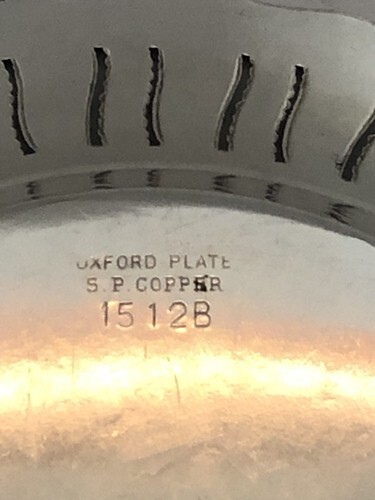 OXFORD PLATE
S.P. COPPER
1512B